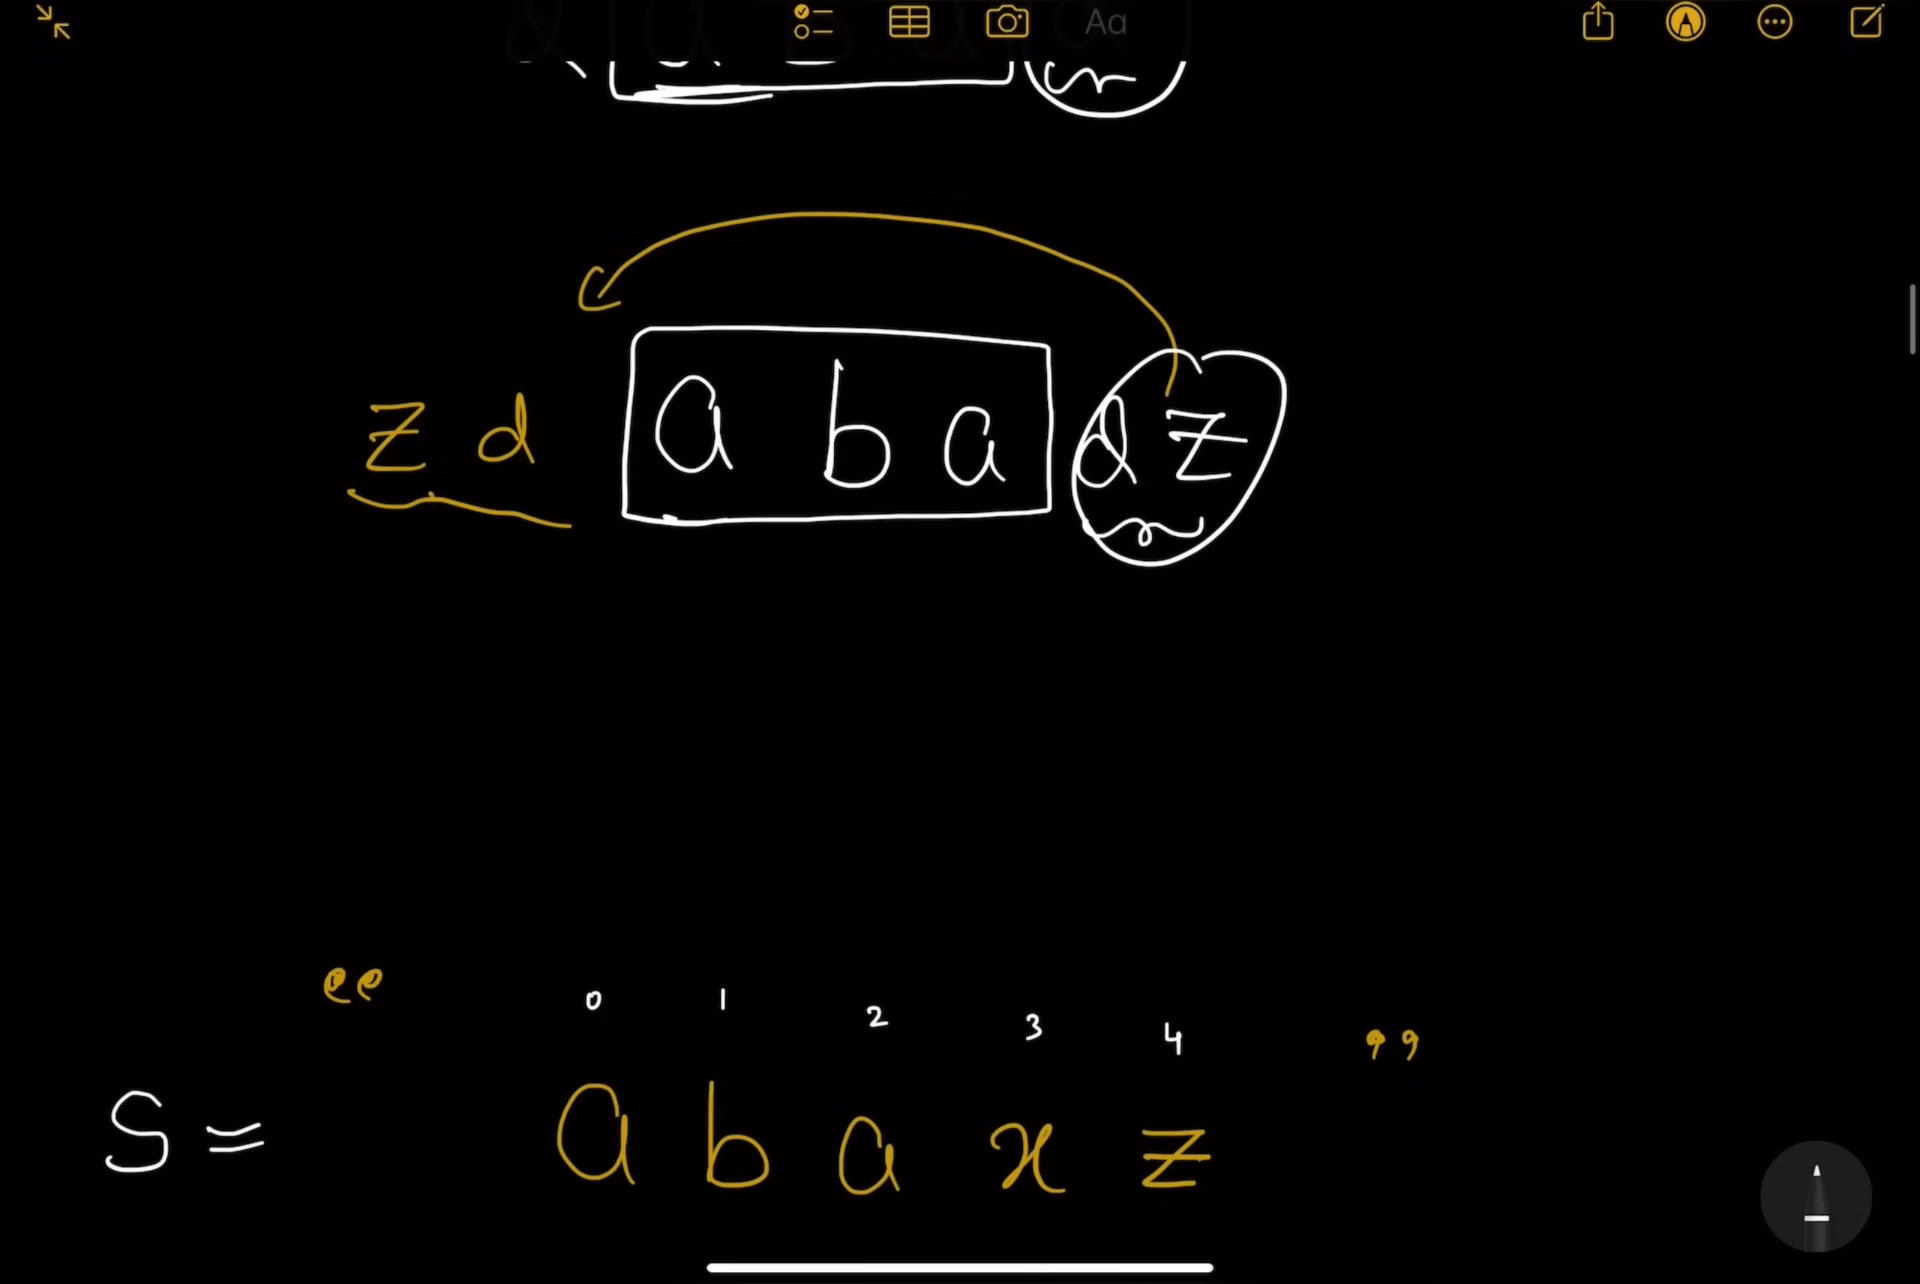 Aa
z d a b a d z
“ 0 1 2 3 4 ”
S = a b a x z